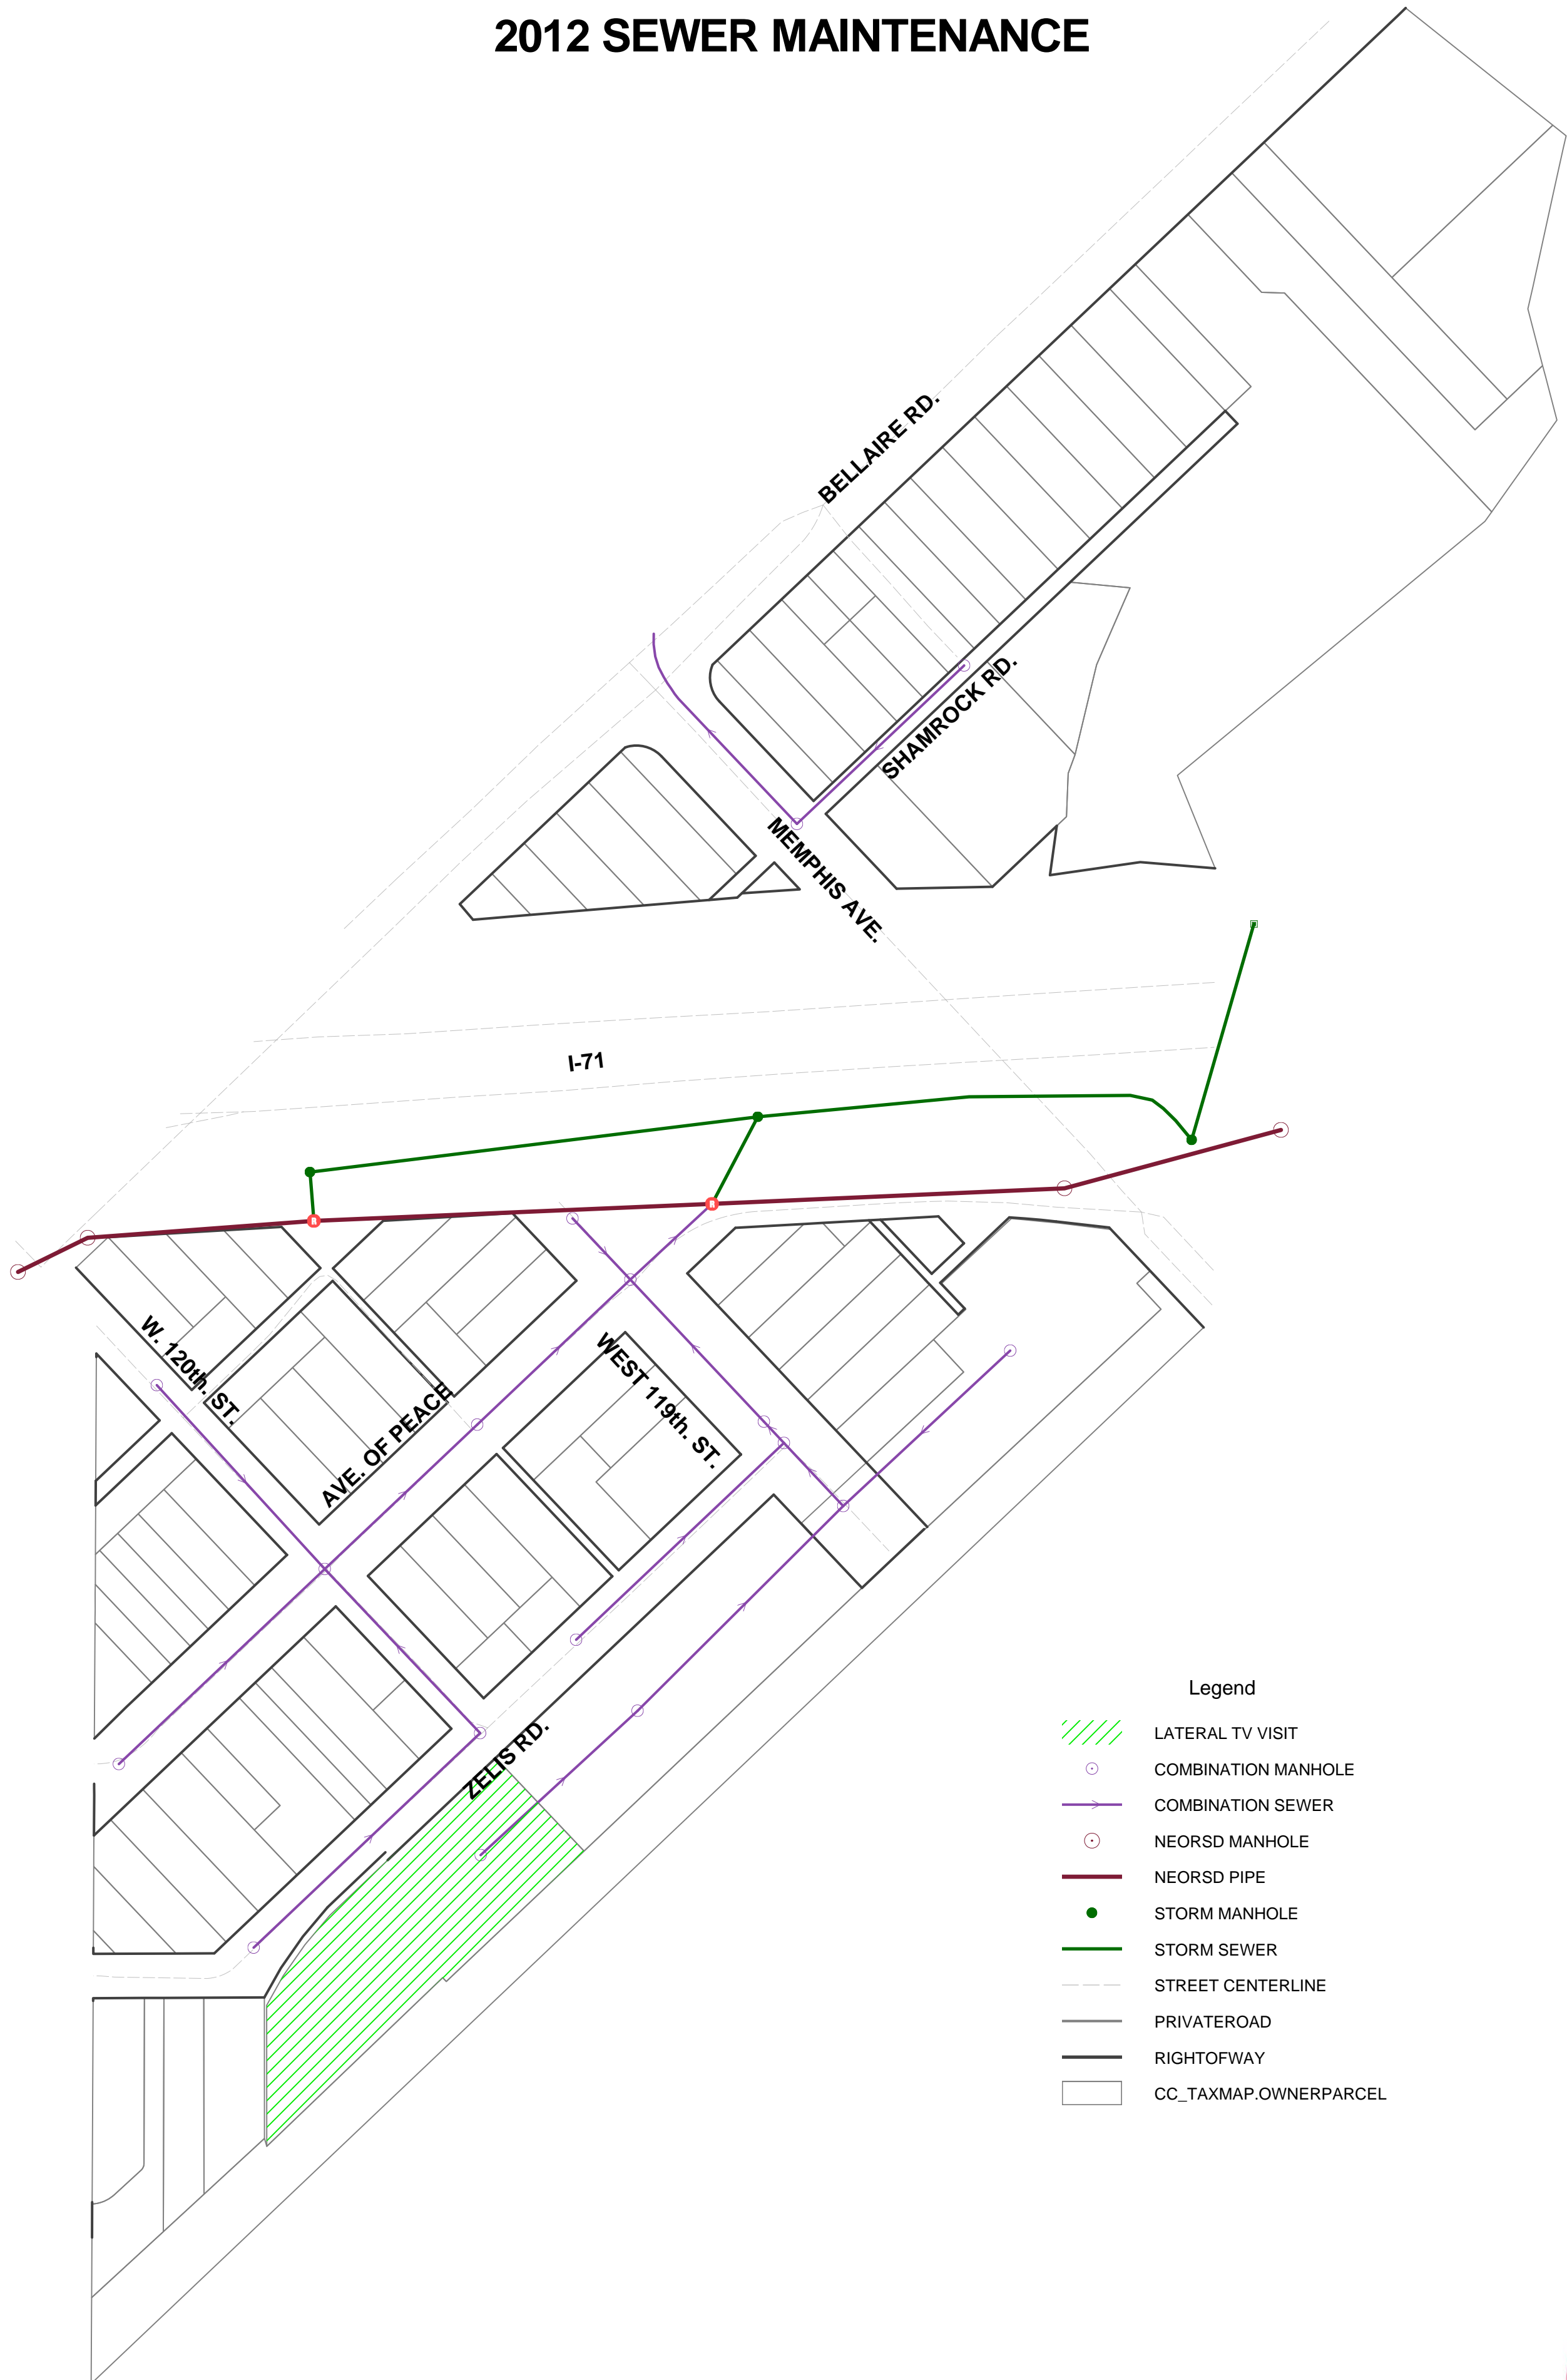 2012 SEWER MAINTENANCE
BELLAIRE RD.
SHAMROCK RD.
MEMPHIS AVE.
I-71
W. 120th. ST.
AVE. OF PEACE
WEST 119th. ST.
ZELIS RD.
Legend
LATERAL TV VISIT
COMBINATION MANHOLE
COMBINATION SEWER
NEORSD MANHOLE
NEORSD PIPE
STORM MANHOLE
STORM SEWER
STREET CENTERLINE
PRIVATEROAD
RIGHTOFWAY
CC_TAXMAP.OWNERPARCEL